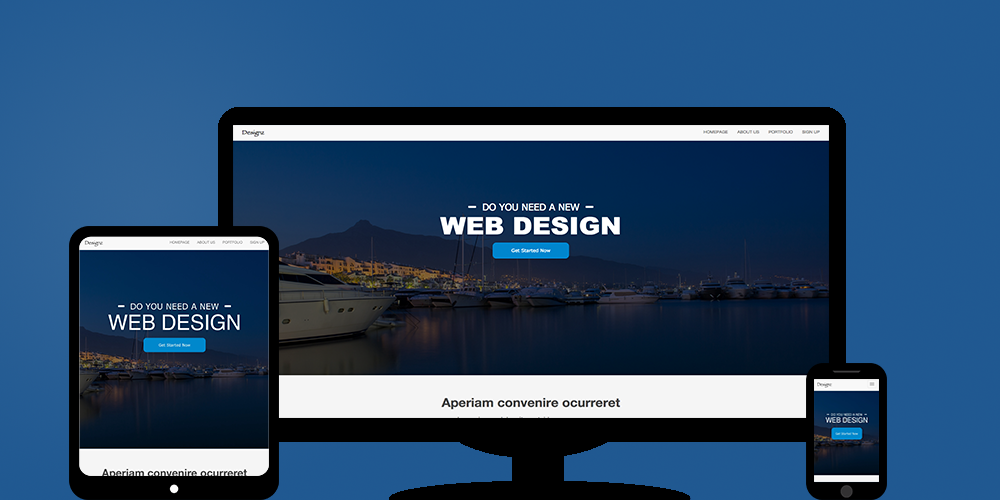 Designz
HOMEPAGE ABOUT US PORTFOLIO SIGN UP
DO YOU NEED A NEW
WEB DESIGN
Get Started Now
Aperiam convenire ocurreret
Designz
HOMEPAGE ABOUT US PORTFOLIO SIGN UP
DO YOU NEED A NEW
WEB DESIGN
Get Started Now
Aperiam convenire ocurreret
Designz
DO YOU NEED A NEW
WEB DESIGN
Get Started Now